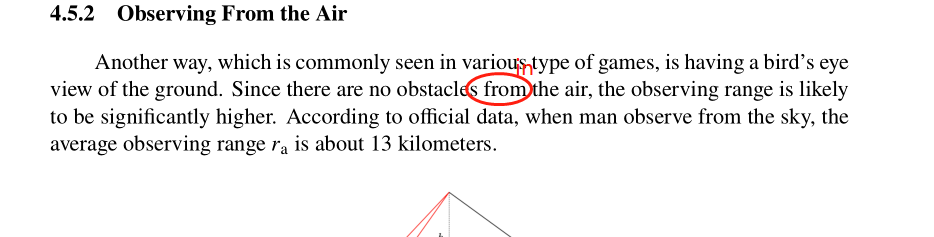 4.5.2 Observing From the Air
Another way, which is commonly seen in various type of games, is having a bird's eye
in
view of the ground. Since there are no obstacles from the air, the observing range is likely
to be significantly higher. According to official data, when man observe from the sky, the
average observing range rₐ is about 13 kilometers.
h